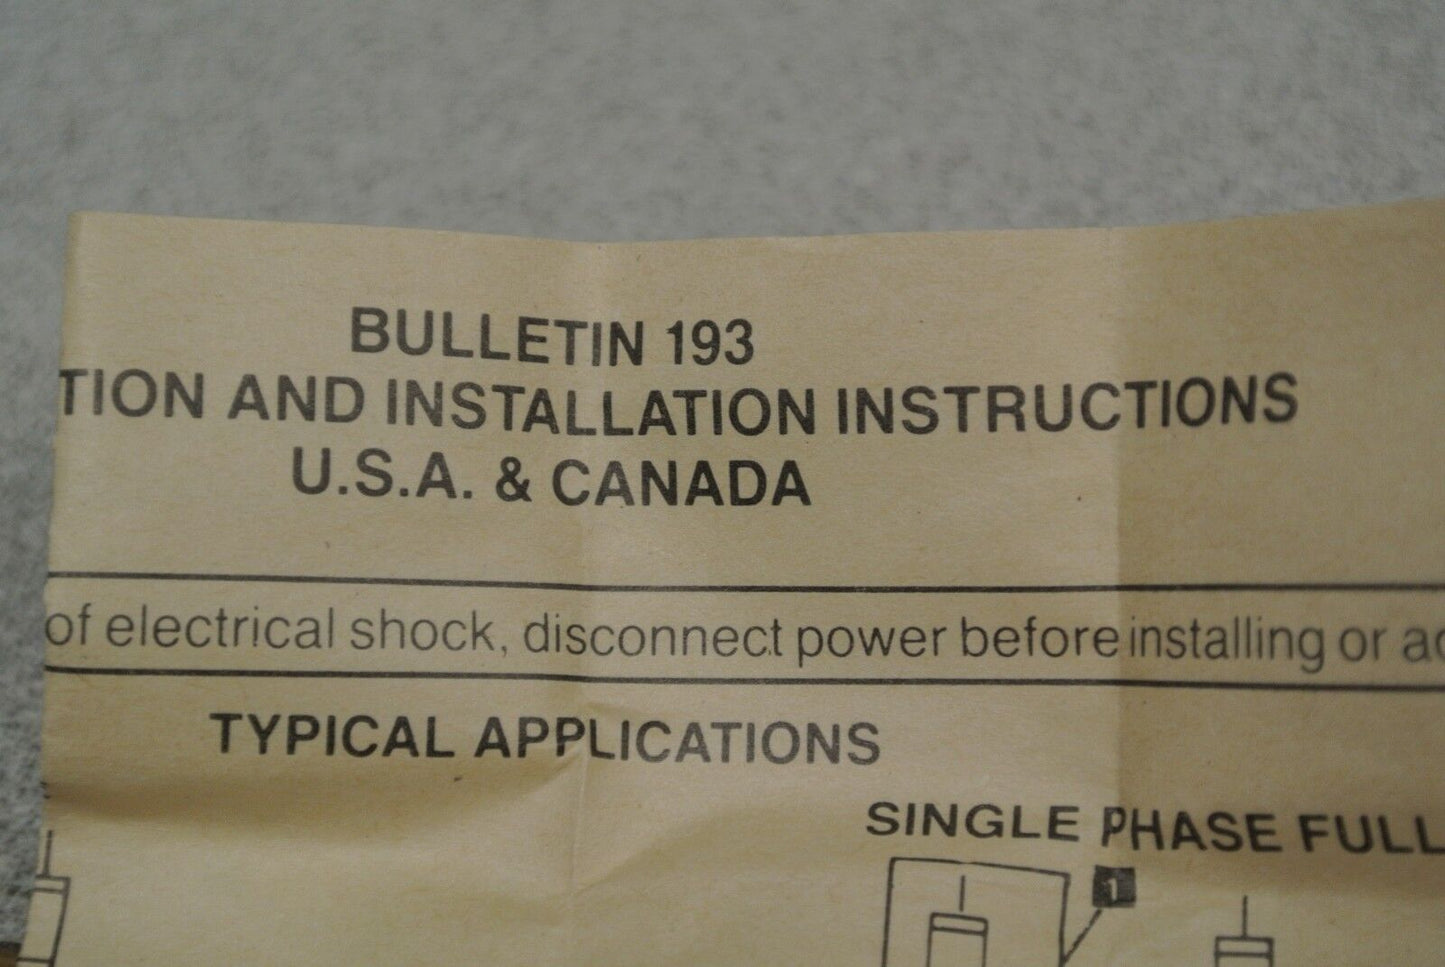 BULLETIN 193
TION AND INSTALLATION INSTRUCTIONS
U.S.A. & CANADA
of electrical shock, disconnect power before installing or
TYPICAL APPLICATIONS
SINGLE PHASE FULL
1